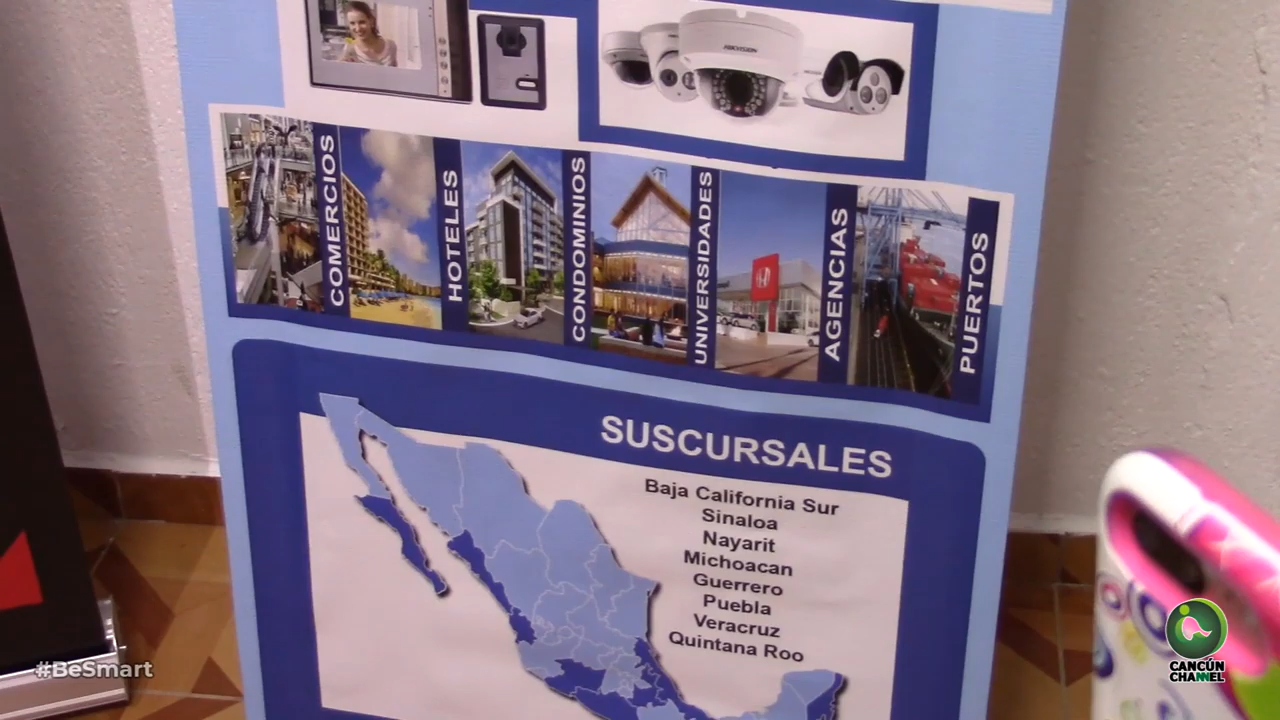 HIKVISION
COMERCIOS
HOTELES
CONDOMINIOS
UNIVERSIDADES
AGENCIAS
PUERTOS
SUSCURSALES
Baja California Sur
Sinaloa
Nayarit
Michoacan
Guerrero
Puebla
Veracruz
Quintana Roo
#BeSmart
CANCÚN
CHANNEL